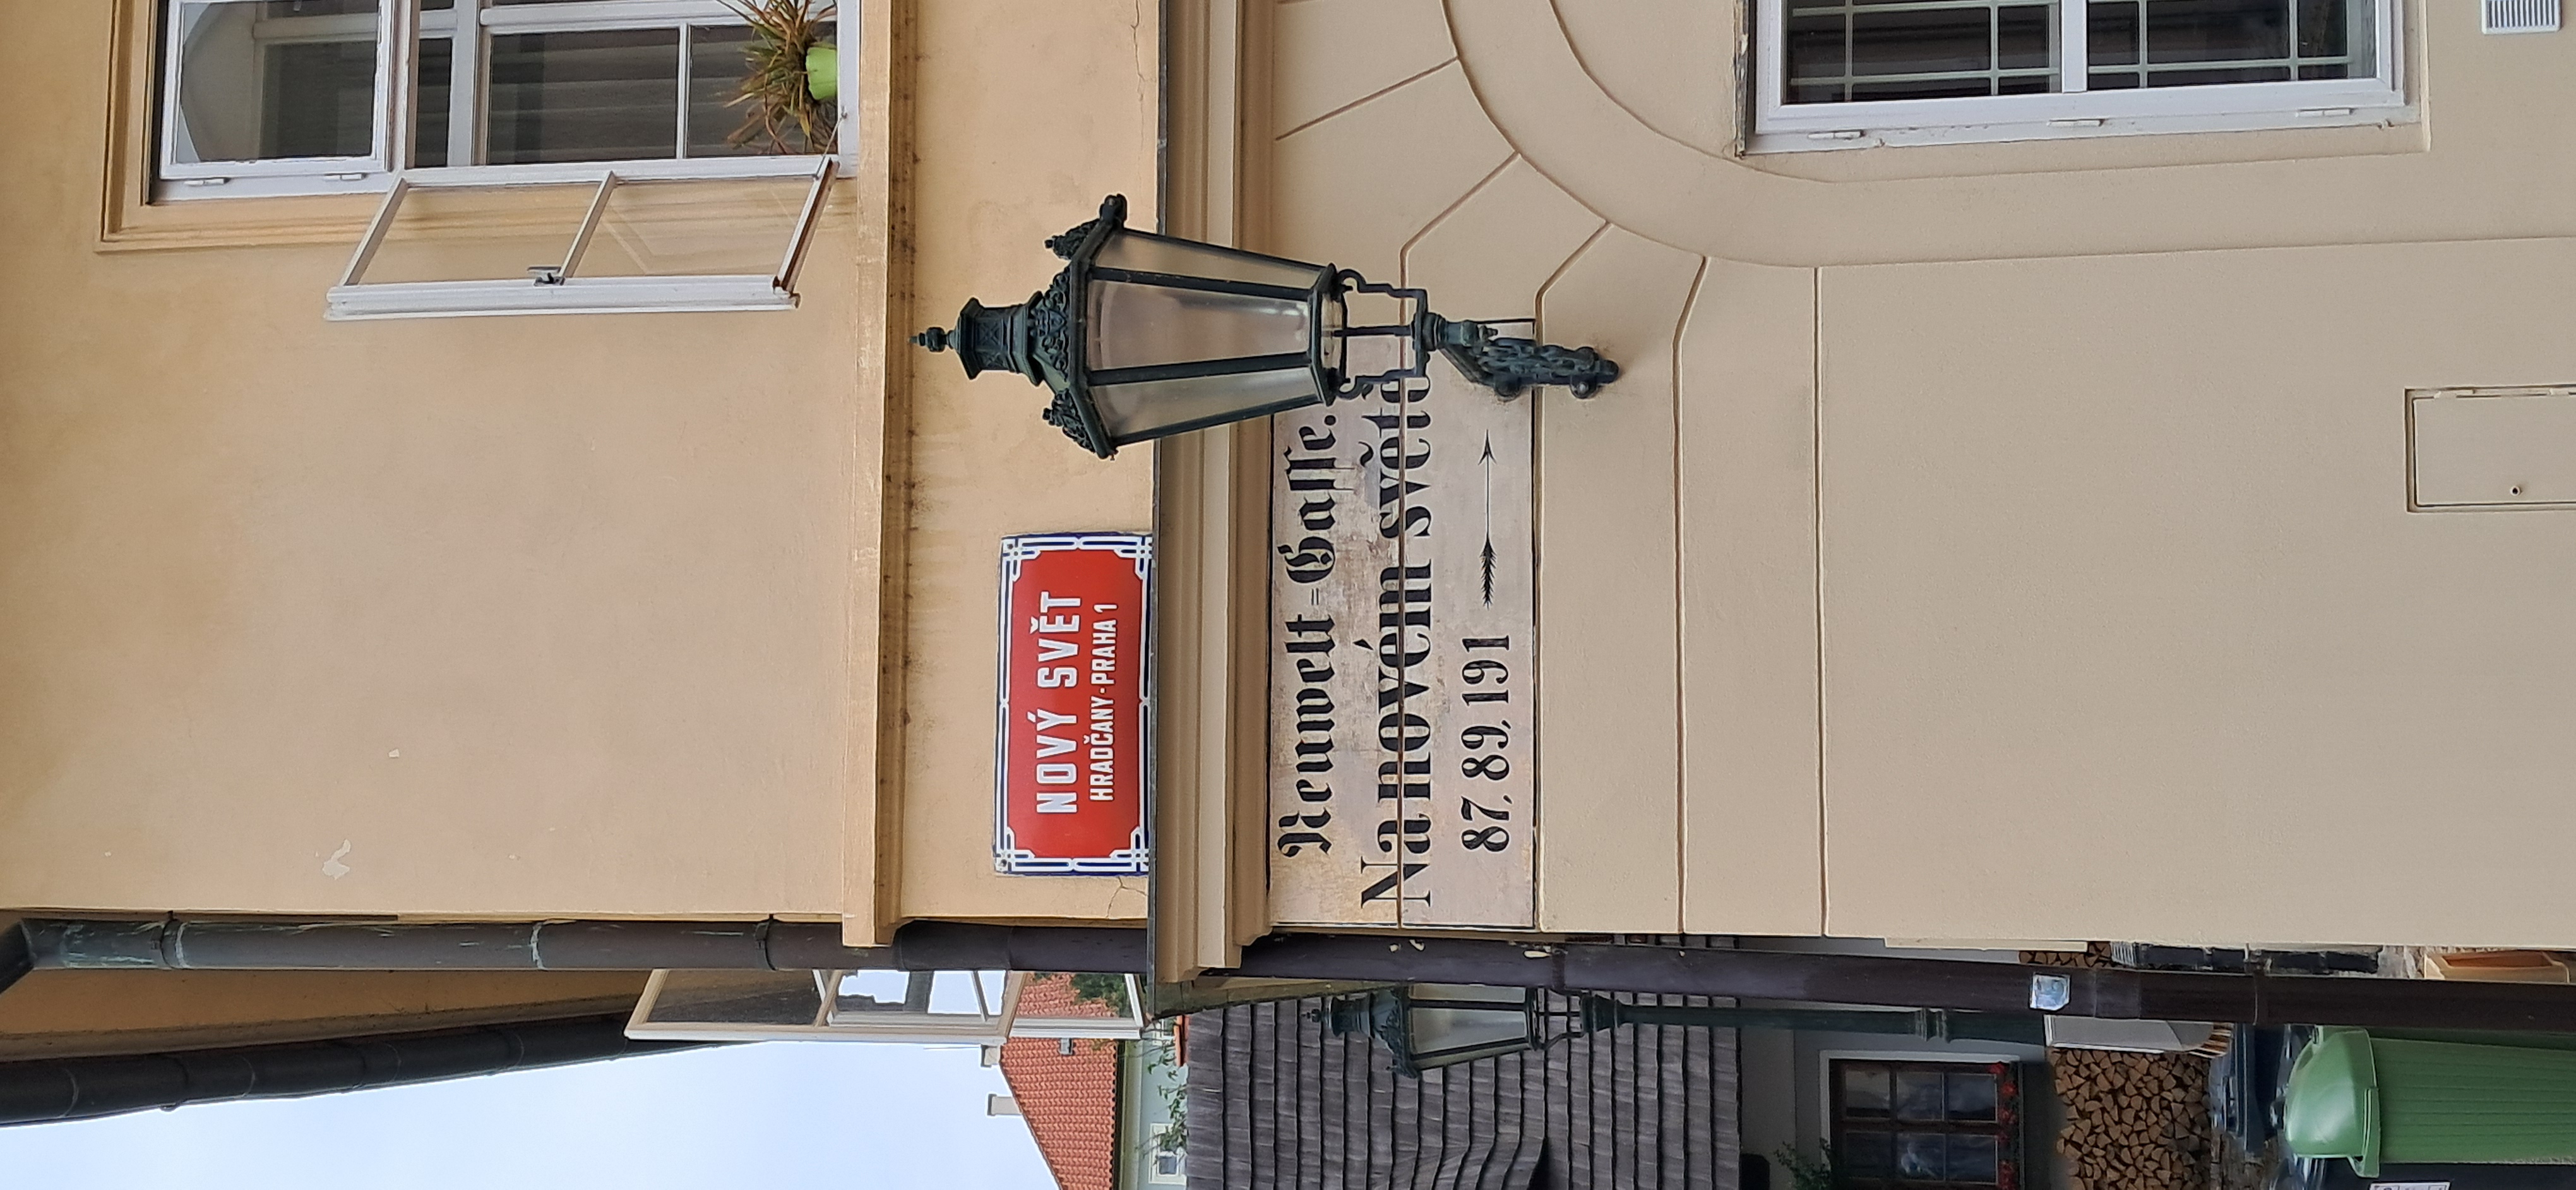 NOVÝ SVĚT
HRADČANY-PRAHA 1
Neuwelt=Gasse.
Na novém světě
87, 89, 191